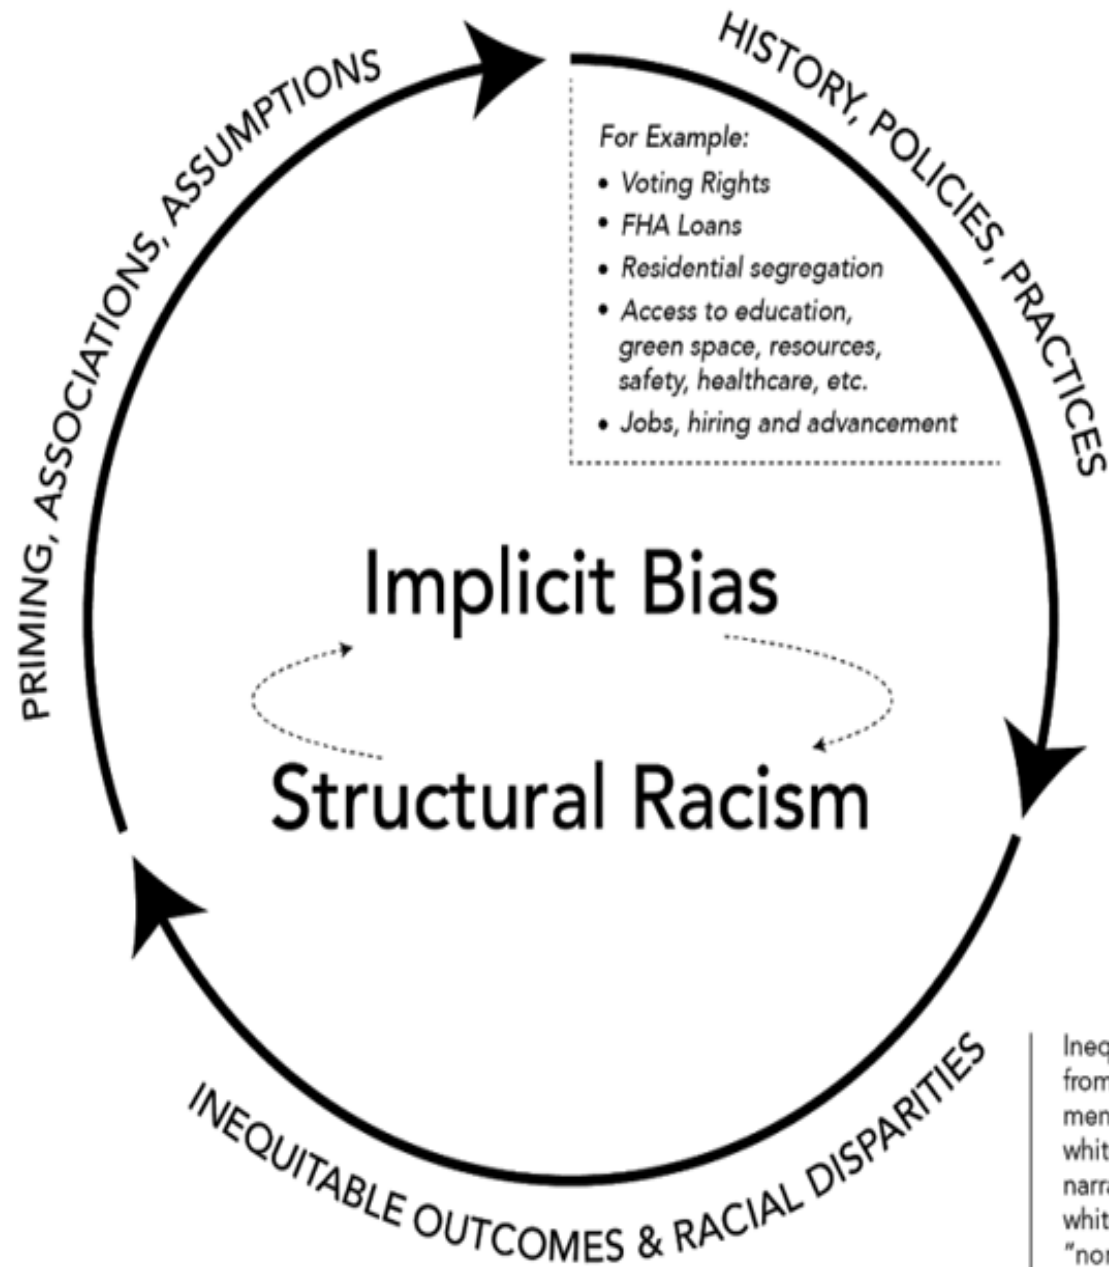 PRIMING, ASSOCIATIONS, ASSUMPTIONS
HISTORY, POLICIES, PRACTICES
For Example:
• Voting Rights
• FHA Loans
• Residential segregation
• Access to education,
green space, resources,
safety, healthcare, etc.
• Jobs, hiring and advancement
Implicit Bias
Structural Racism
INEQUITABLE OUTCOMES & RACIAL DISPARITIES
from